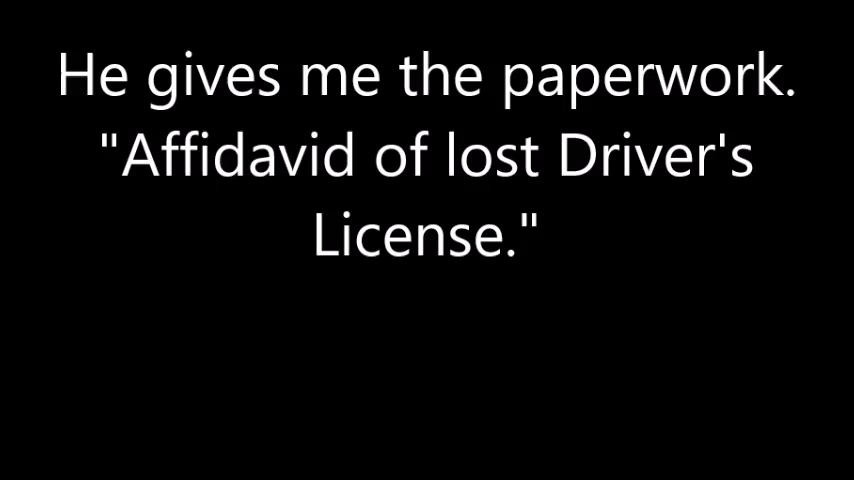 He gives me the paperwork.
"Affidavid of lost Driver's
License."